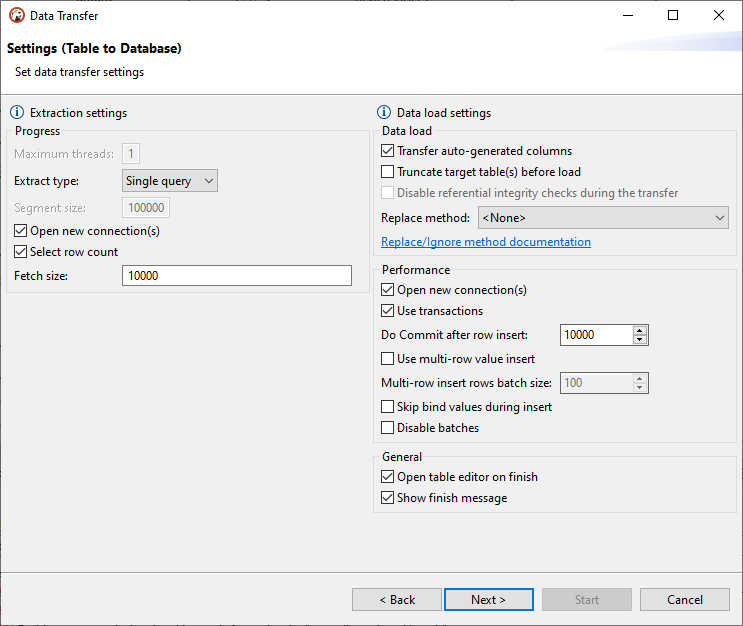 Data Transfer
Settings (Table to Database)
Set data transfer settings
Extraction settings
Progress
Maximum threads: 1
Extract type: Single query
Segment size: 100000
Open new connection(s)
Select row count
Fetch size: 10000
Data load settings
Data load
Transfer auto-generated columns
Truncate target table(s) before load
Disable referential integrity checks during the transfer
Replace method: <None>
Replace/Ignore method documentation
Performance
Open new connection(s)
Use transactions
Do Commit after row insert: 10000
Use multi-row value insert
Multi-row insert rows batch size: 100
Skip bind values during insert
Disable batches
General
Open table editor on finish
Show finish message
< Back Next > Start Cancel